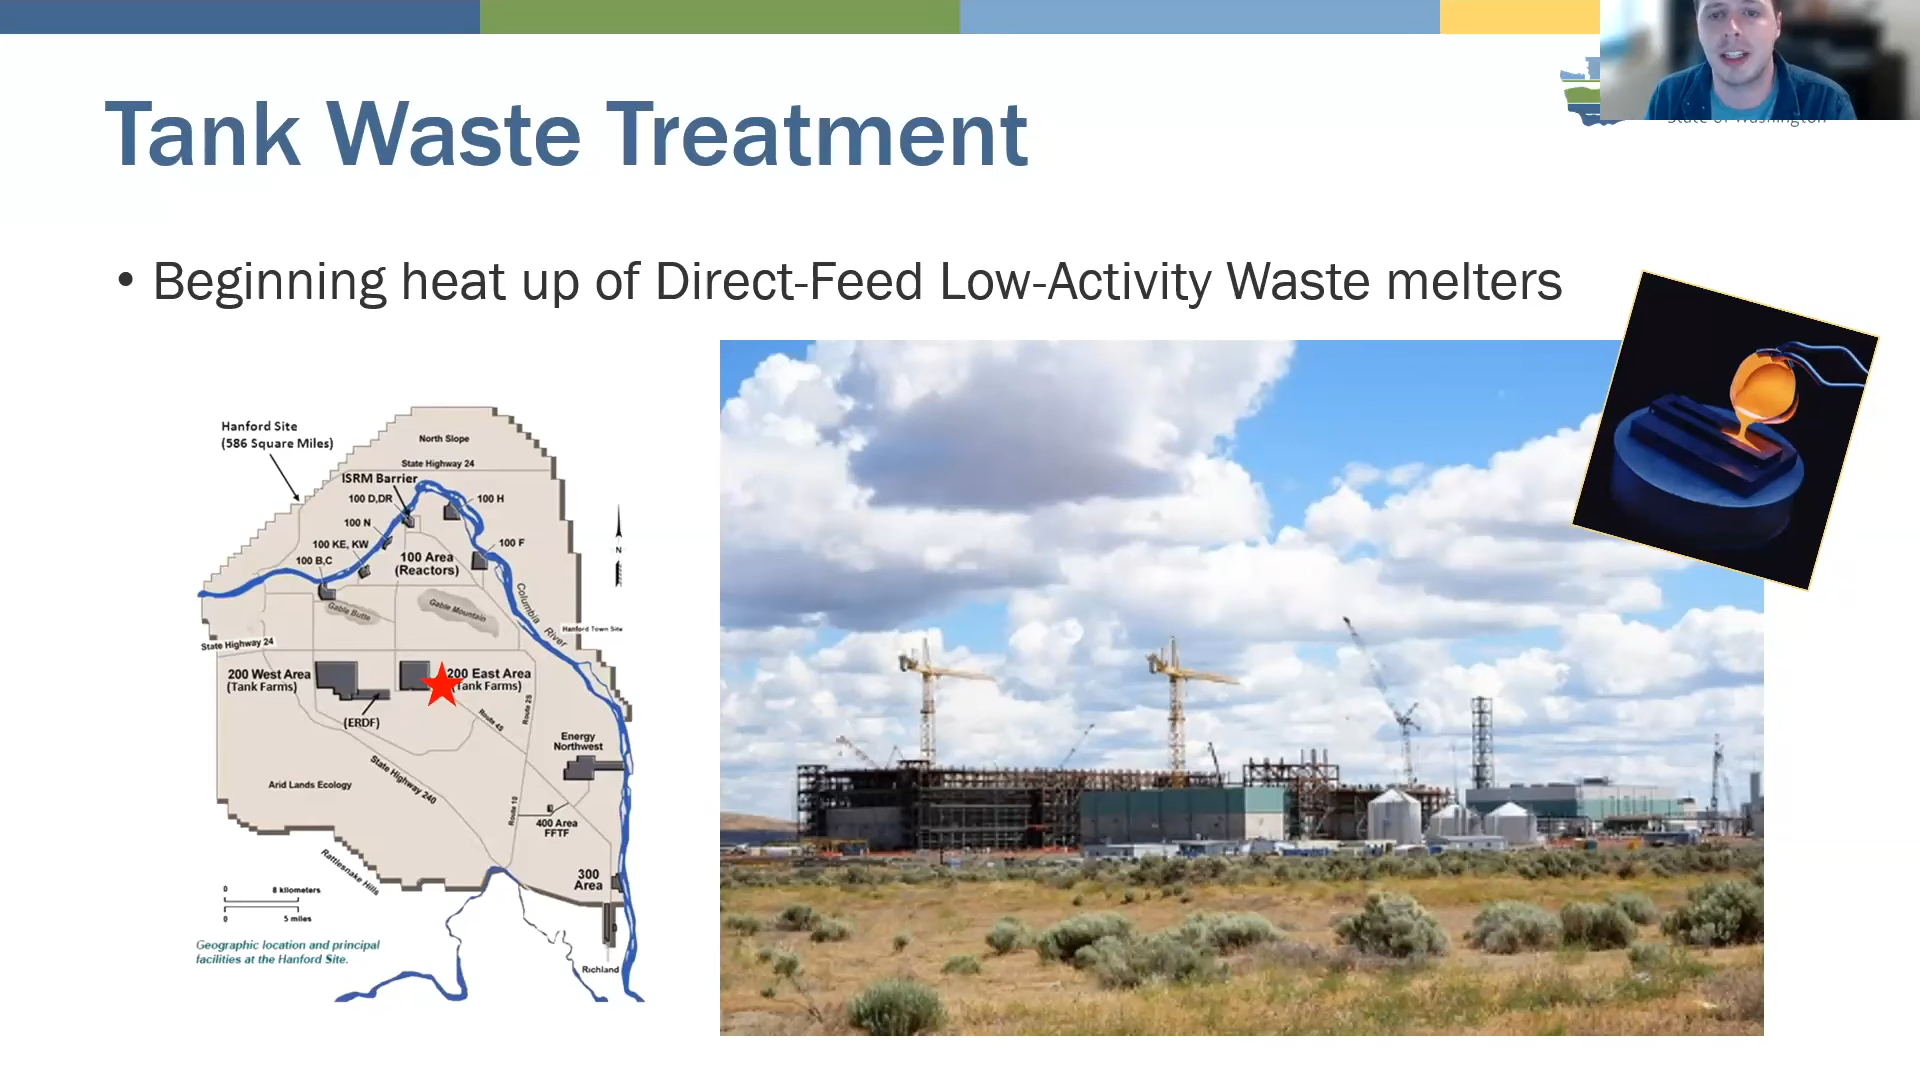 Tank Waste Treatment
State of Washington
• Beginning heat up of Direct-Feed Low-Activity Waste melters
Hanford Site
(586 Square Miles)
North Slope
State Highway 24
ISRM Barrier
100 D,DR
100 H
100 N
100 KE, KW
100 F
100 B,C
100 Area
(Reactors)
N
Gable Butte
Gable Mountain
Columbia River
Hanford Town Site
State Highway 24
200 West Area
(Tank Farms)
200 East Area
(Tank Farms)
(ERDF)
Route 4S
Route 2S
Energy
Northwest
State Highway 240
Arid Lands Ecology
Route 10
400 Area
FFTF
Rattlesnake Hills
300
Area
0 8 kilometers
0 5 miles
Geographic location and principal
facilities at the Hanford Site.
Richland